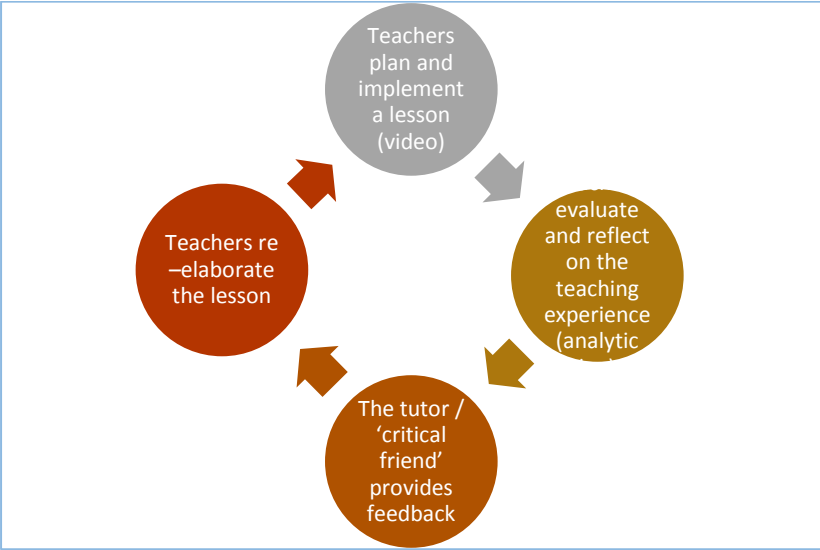 Teachers
plan and
implement
a lesson
(video)
evaluate
and reflect
on the
teaching
experience
(analytic
The tutor /
‘critical
friend’
provides
feedback
Teachers re
–elaborate
the lesson